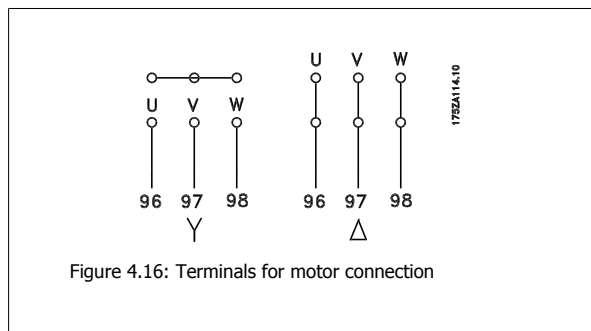 U V W
U V W
96 97 98
96 97 98
Y Δ
175ZA114.10
Figure 4.16: Terminals for motor connection